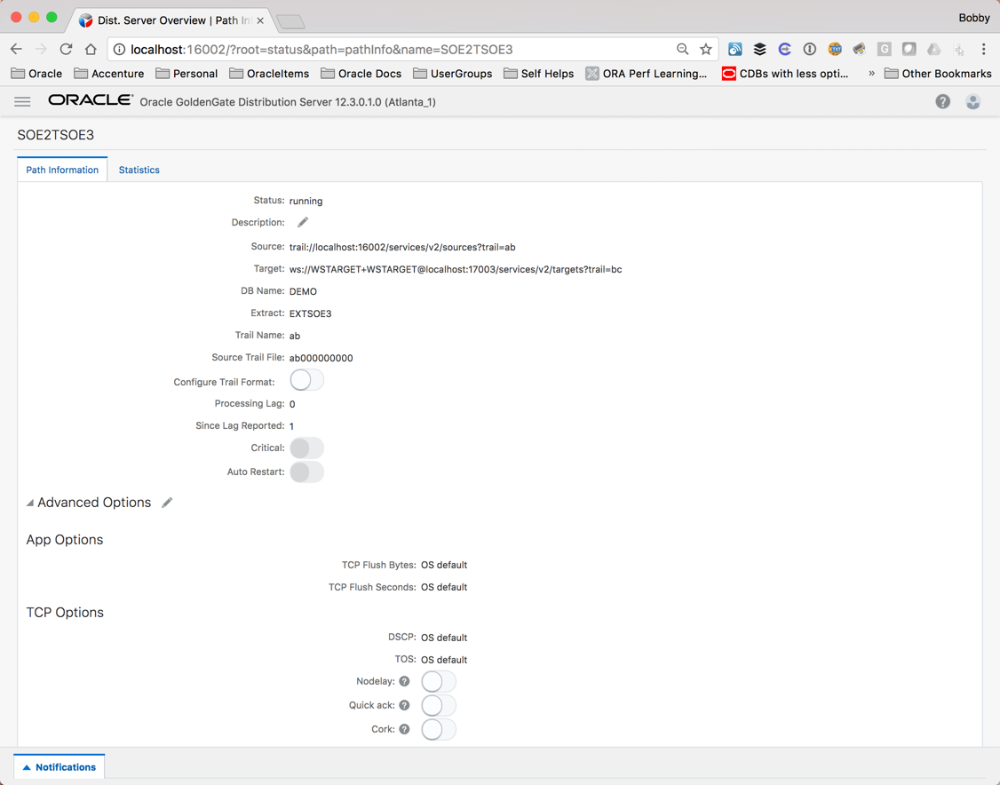 Dist. Server Overview | Path In
Bobby
localhost:16002/?root=status&path=pathInfo&name=SOE2TSOE3
Oracle Accenture Personal OracleItems Oracle Docs UserGroups Self Helps ORA Perf Learning... CDBs with less opti... » Other Bookmarks
ORACLE Oracle GoldenGate Distribution Server 12.3.0.1.0 (Atlanta_1)
SOE2TSOE3
Path Information Statistics
Status: running
Description:
Source: trail://localhost:16002/services/v2/sources?trail=ab
Target: ws://WSTARGET+WSTARGET@localhost:17003/services/v2/targets?trail=bc
DB Name: DEMO
Extract: EXTSOE3
Trail Name: ab
Source Trail File: ab000000000
Configure Trail Format:
Processing Lag: 0
Since Lag Reported: 1
Critical:
Auto Restart:
Advanced Options
App Options
TCP Flush Bytes: OS default
TCP Flush Seconds: OS default
TCP Options
DSCP: OS default
TOS: OS default
Nodelay: ?
Quick ack: ?
Cork: ?
Notifications